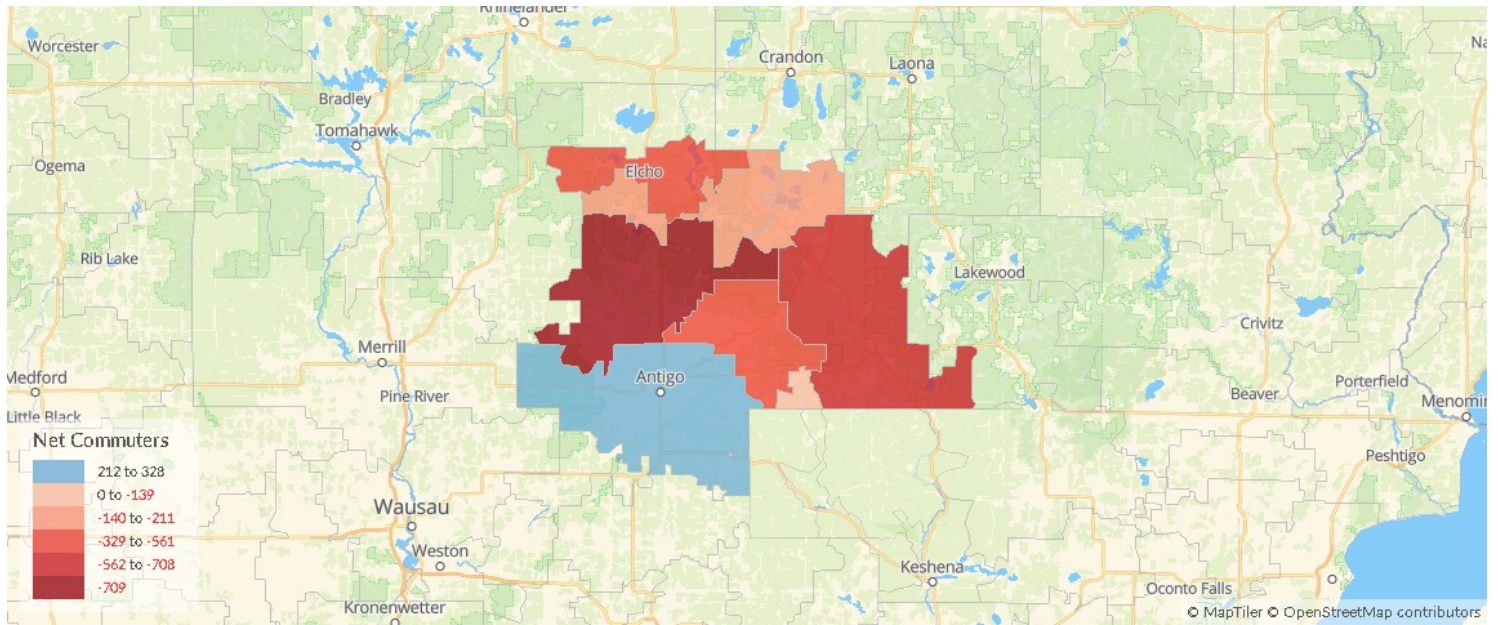 Rhinelander
Worcester
Crandon
Laona
Bradley
Tomahawk
Ogema
Elcho
Rib Lake
Lakewood
Crivitz
Merrill
Antigo
Medford
Pine River
Porterfield
Beaver
Little Black
Menomin
Net Commuters
212 to 328
0 to -139
-140 to -211
-329 to -561
-562 to -708
-709
Peshtigo
Wausau
Weston
Keshena
Oconto Falls
Kronenwetter
© MapTiler © OpenStreetMap contributors